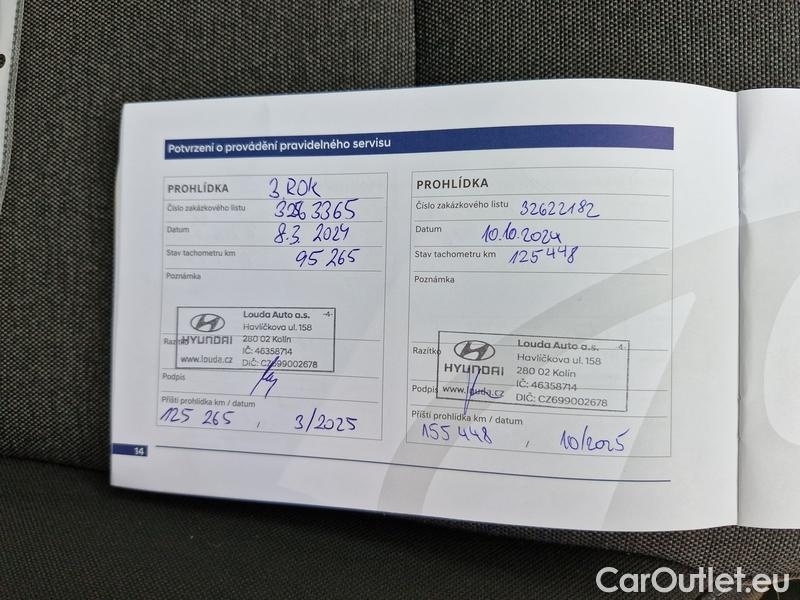 Potvrzení o provádění pravidelného servisu
PROHLÍDKA 3. ROK
Číslo zakázkového listu 3263365
Datum 8.3. 2024
Stav tachometru km 95 265
Poznámka
Louda Auto a.s. -4-
Havlíčkova ul. 158
Razítko HYUNDAI 280 02 Kolín
IČ: 46358714
www.louda.cz DIČ: CZ699002678
Podpis
Příští prohlídka km / datum
125 265 , 3/2025
PROHLÍDKA
Číslo zakázkového listu 32622182
Datum 10.10.2024
Stav tachometru km 125 448
Poznámka
Louda Auto a.s. -4-
Havlíčkova ul. 158
Razítko HYUNDAI 280 02 Kolín
IČ: 46358714
Podpis www.louda.cz DIČ: CZ699002678
Příští prohlídka km / datum
155 448 , 10/2025
14
CarOutlet.eu